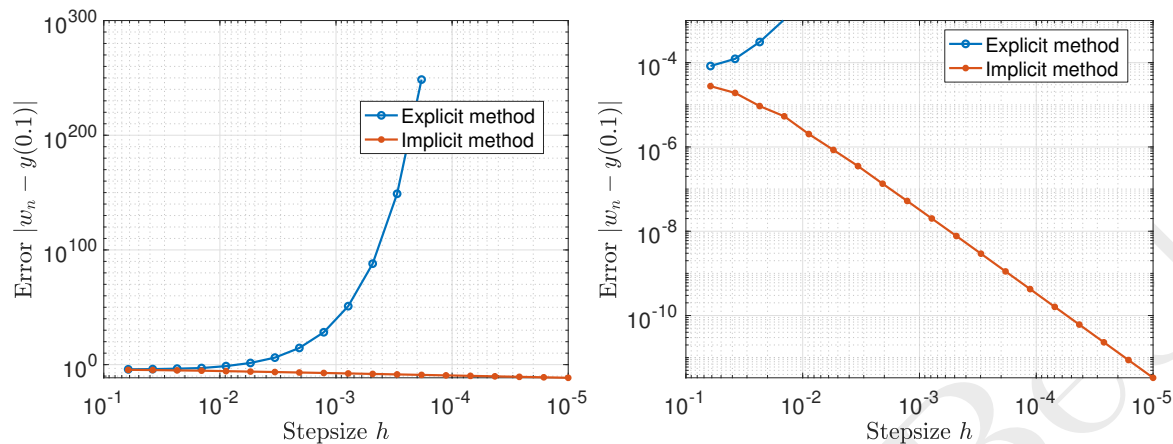 10^300
10^200
10^100
10^0
Error |w_n − y(0.1)|
Explicit method
Implicit method
10^-1
10^-2
10^-3
10^-4
10^-5
Stepsize h
10^-4
10^-6
10^-8
10^-10
Error |w_n − y(0.1)|
Explicit method
Implicit method
10^-1
10^-2
10^-3
10^-4
10^-5
Stepsize h